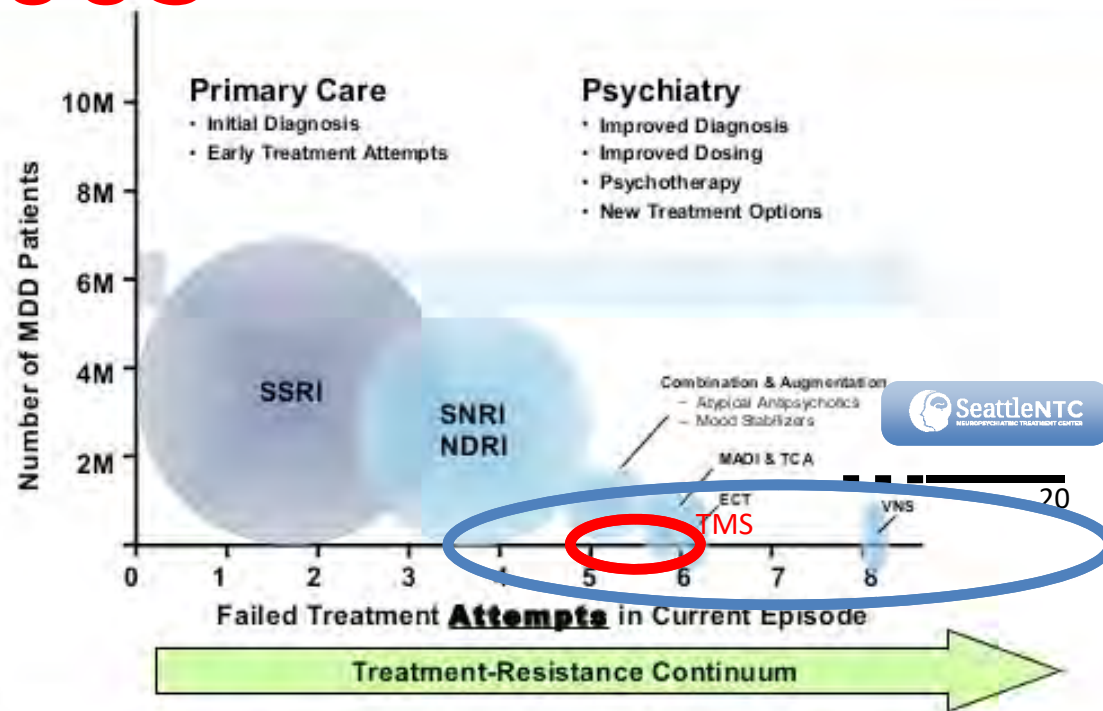 Primary Care
· Initial Diagnosis
· Early Treatment Attempts
Psychiatry
· Improved Diagnosis
· Improved Dosing
· Psychotherapy
· New Treatment Options
Number of MDD Patients
10M
8M
6M
4M
2M
SSRI
SNRI
NDRI
Combination & Augmentation
– Atypical Antipsychotics
– Mood Stabilizers
SeattleNTC
NEUROPSYCHIATRIC TREATMENT CENTER
MAOI & TCA
ECT
TMS
VNS
20
0 1 2 3 4 5 6 7 8
Failed Treatment Attempts in Current Episode
Treatment-Resistance Continuum